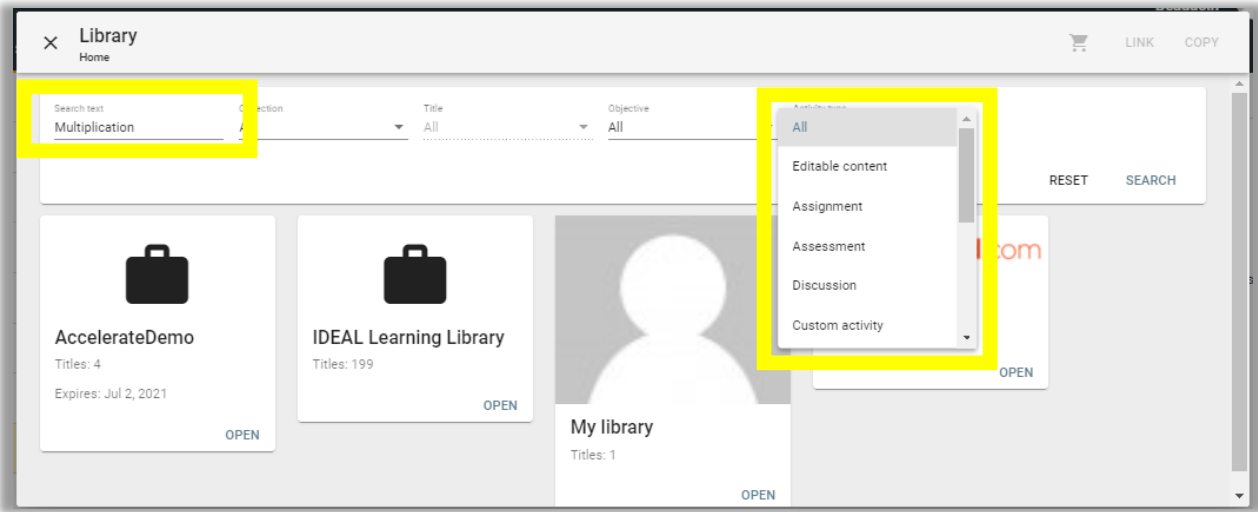 Library
Home
LINK COPY
Search text
Title
Objective
Multiplication
All
All
All
Editable content
Assignment
Assessment
Discussion
Custom activity
RESET SEARCH
AccelerateDemo
Titles: 4
Expires: Jul 2, 2021
OPEN
IDEAL Learning Library
Titles: 199
OPEN
My library
Titles: 1
OPEN
OPEN